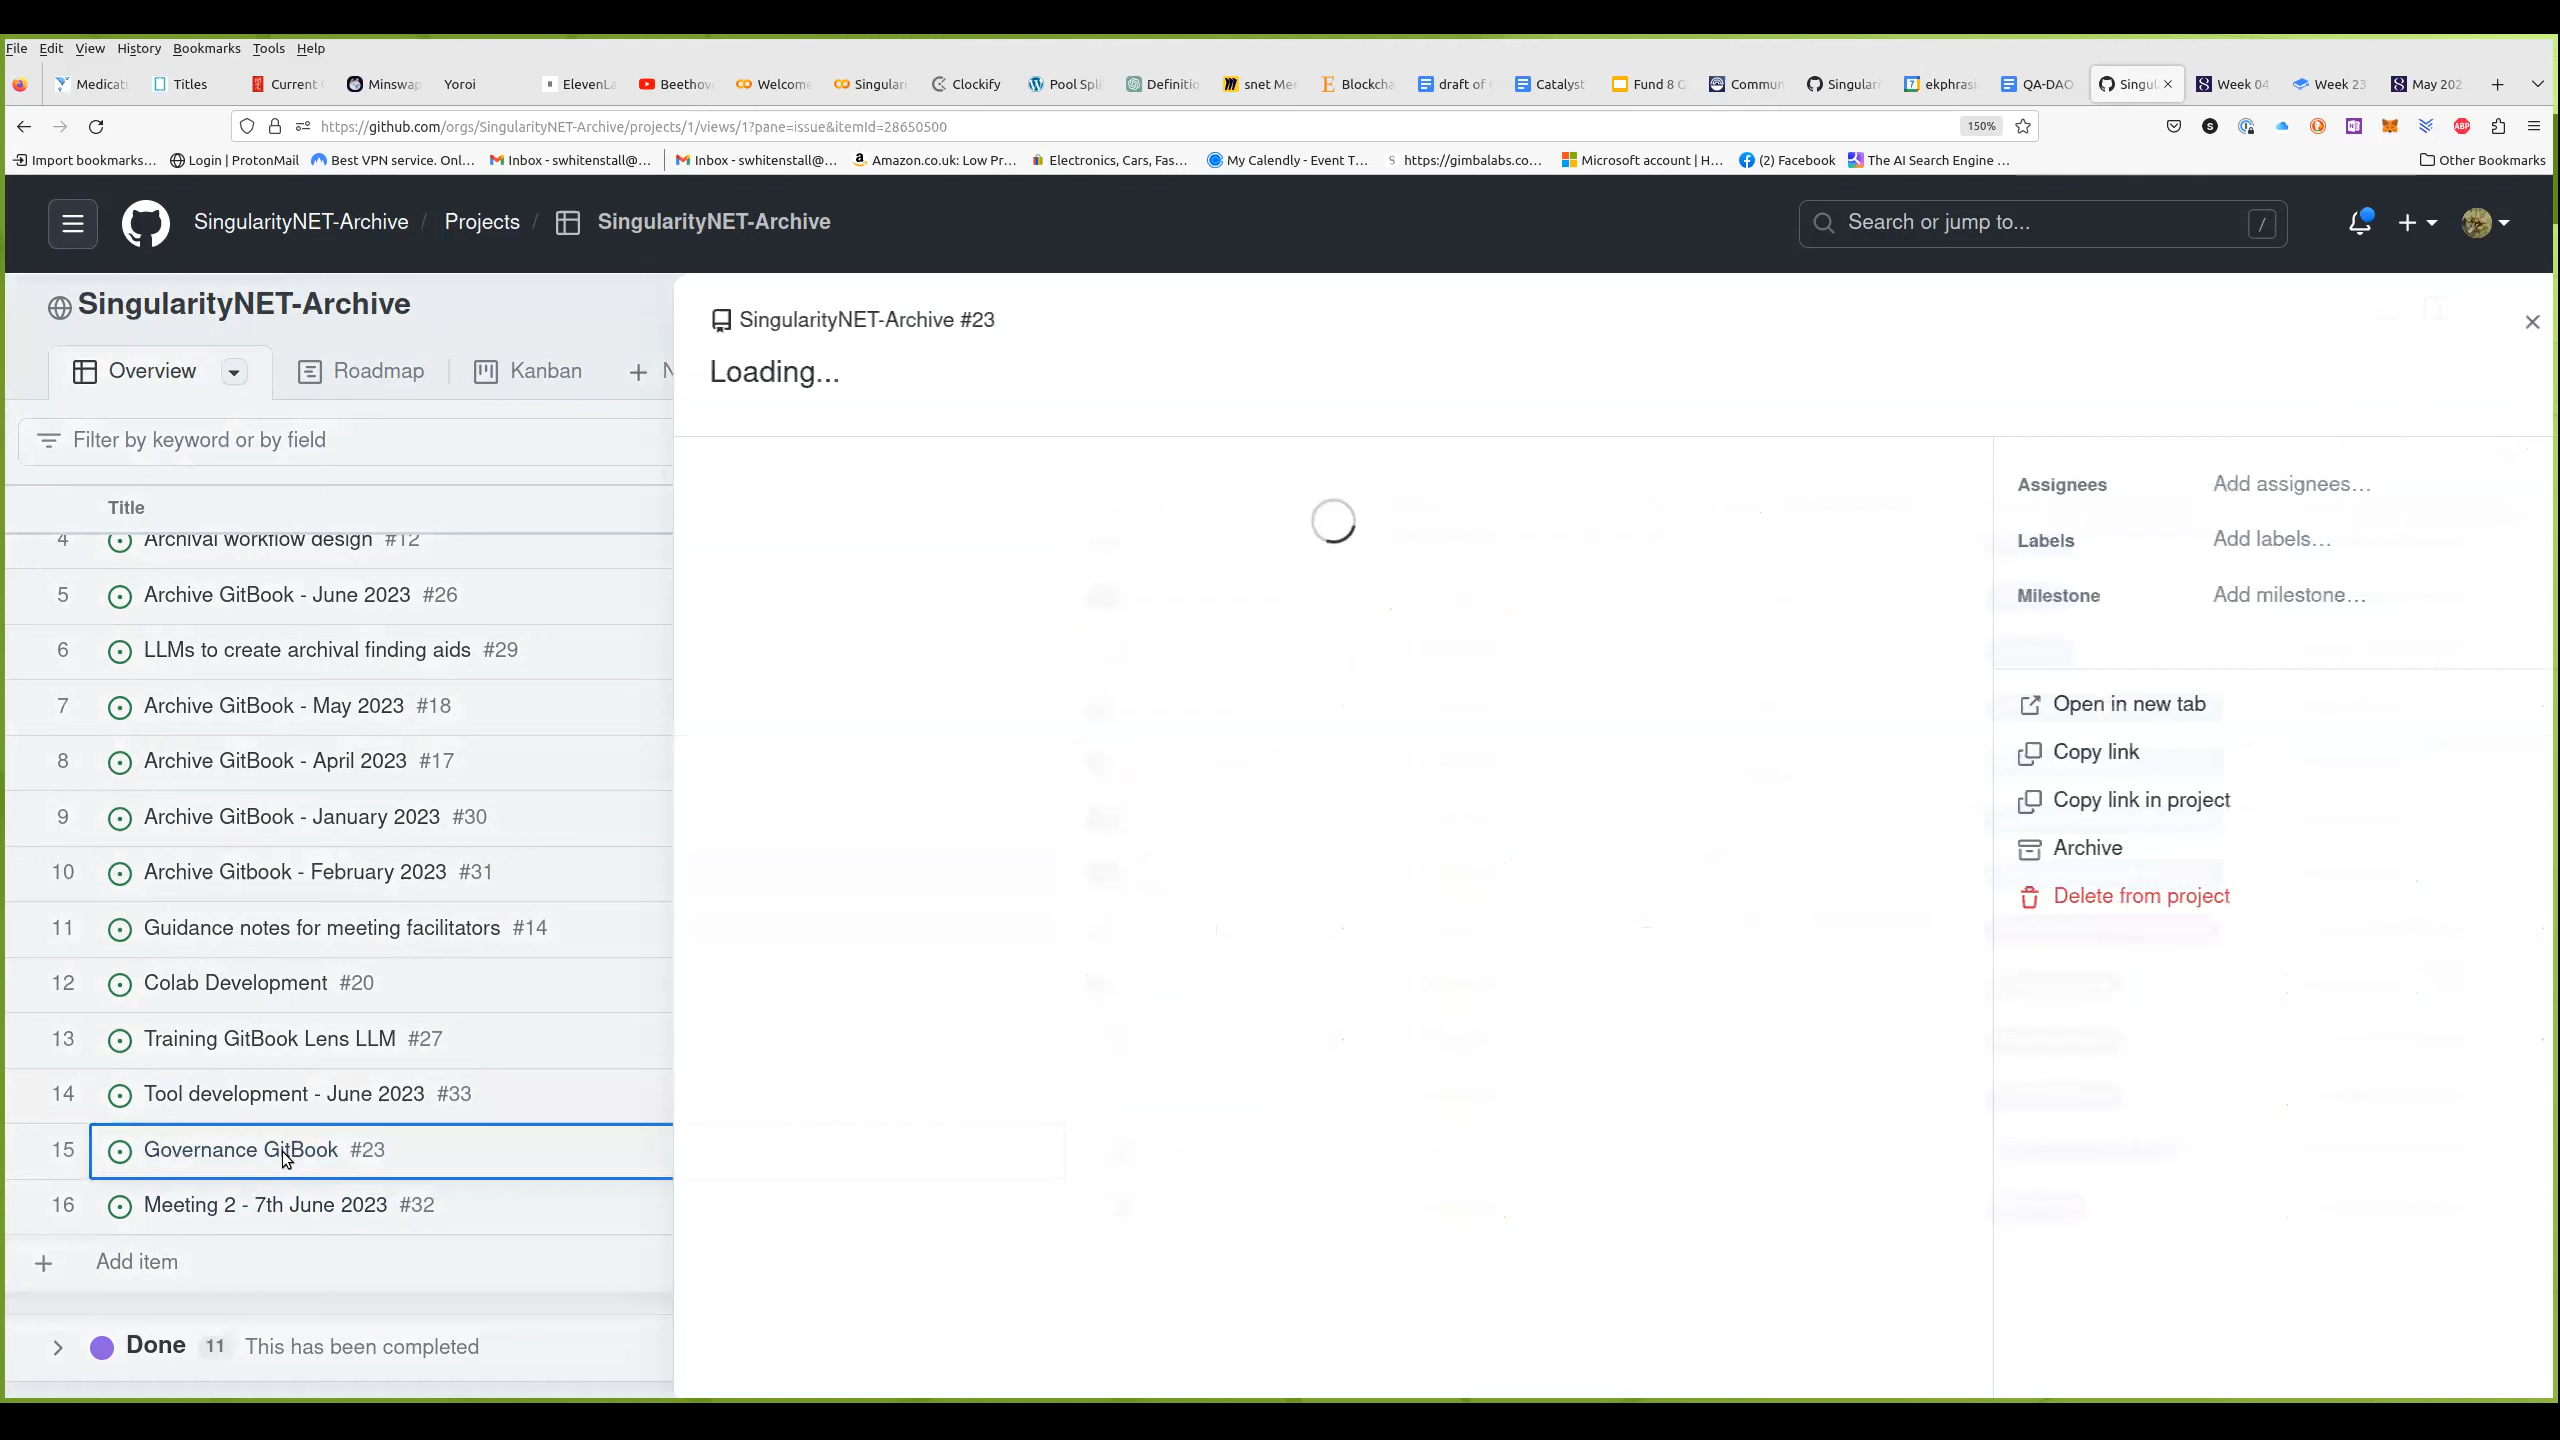 File Edit View History Bookmarks Tools Help
Medicati Titles Current Minswap Yoroi ElevenLa Beethov Welcome Singulari Clockify Pool Spli Definitio snet Me Blockcha draft of Catalyst Fund 8 Commun Singulari ekphrasi QA-DAO Singul Week 04 Week 23 May 202
https://github.com/orgs/SingularityNET-Archive/projects/1/views/1?pane=issue&itemId=28650500 150%
Import bookmarks... Login | ProtonMail Best VPN service. Onl... Inbox - swhitenstall@... Inbox - swhitenstall@... Amazon.co.uk: Low Pr... Electronics, Cars, Fas... My Calendly - Event T... https://gimbalabs.co... Microsoft account | H... (2) Facebook The AI Search Engine ... Other Bookmarks
SingularityNET-Archive / Projects / SingularityNET-Archive Search or jump to... /
SingularityNET-Archive
Overview Roadmap Kanban N
Filter by keyword or by field
Title
4 Archival workflow design #12
5 Archive GitBook - June 2023 #26
6 LLMs to create archival finding aids #29
7 Archive GitBook - May 2023 #18
8 Archive GitBook - April 2023 #17
9 Archive GitBook - January 2023 #30
10 Archive Gitbook - February 2023 #31
11 Guidance notes for meeting facilitators #14
12 Colab Development #20
13 Training GitBook Lens LLM #27
14 Tool development - June 2023 #33
15 Governance GitBook #23
16 Meeting 2 - 7th June 2023 #32
Add item
Done 11 This has been completed
SingularityNET-Archive #23
Loading...
Assignees Add assignees...
Labels Add labels...
Milestone Add milestone...
Open in new tab
Copy link
Copy link in project
Archive
Delete from project